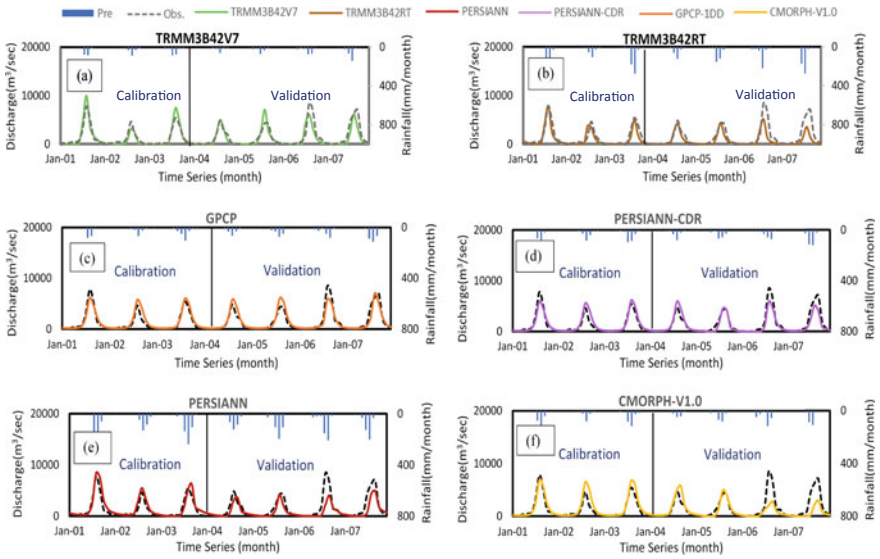 Pre Obs. TRMM3B42V7 TRMM3B42RT PERSIANN PERSIANN-CDR GPCP-1DD CMORPH-V1.0
TRMM3B42V7
20000
15000
10000
5000
0
Discharge(m³/sec)
(a)
Calibration
Validation
0
400
800
Rainfall(mm/month)
Jan-01 Jan-02 Jan-03 Jan-04 Jan-05 Jan-06 Jan-07
Time Series (month)
TRMM3B42RT
20000
15000
10000
5000
0
Discharge(m³/sec)
(b)
Calibration
Validation
0
400
800
Rainfall(mm/month)
Jan-01 Jan-02 Jan-03 Jan-04 Jan-05 Jan-06 Jan-07
Time Series (month)
GPCP
20000
15000
10000
5000
0
Discharge(m³/sec)
(c)
Calibration
Validation
0
400
800
Rainfall(mm/month)
Jan-01 Jan-02 Jan-03 Jan-04 Jan-05 Jan-06 Jan-07
Time Series (month)
PERSIANN-CDR
20000
15000
10000
5000
0
Discharge(m³/sec)
(d)
Calibration
Validation
0
400
800
Rainfall(mm/month)
Jan-01 Jan-02 Jan-03 Jan-04 Jan-05 Jan-06 Jan-07
Time Series (month)
PERSIANN
20000
10000
0
Discharge(m³/sec)
(e)
Calibration
Validation
0
400
800
Rainfall(mm/month)
Jan-01 Jan-02 Jan-03 Jan-04 Jan-05 Jan-06 Jan-07
Time Series (month)
CMORPH-V1.0
20000
15000
10000
5000
0
Discharge(m³/sec)
(f)
Calibration
Validation
0
400
800
Rainfall(mm/month)
Jan-01 Jan-02 Jan-03 Jan-04 Jan-05 Jan-06 Jan-07
Time Series (month)